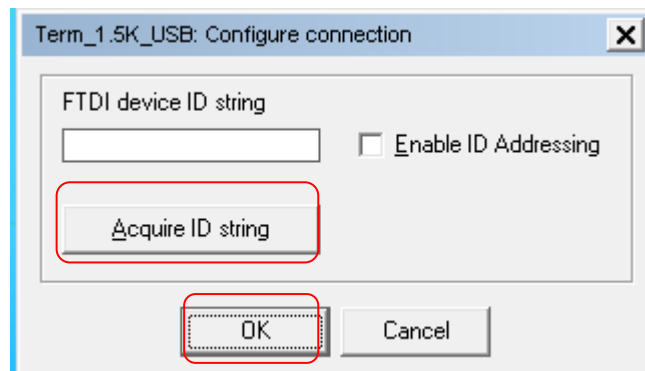 Term_1.5K_USB: Configure connection
FTDI device ID string
Enable ID Addressing
Acquire ID string
OK Cancel